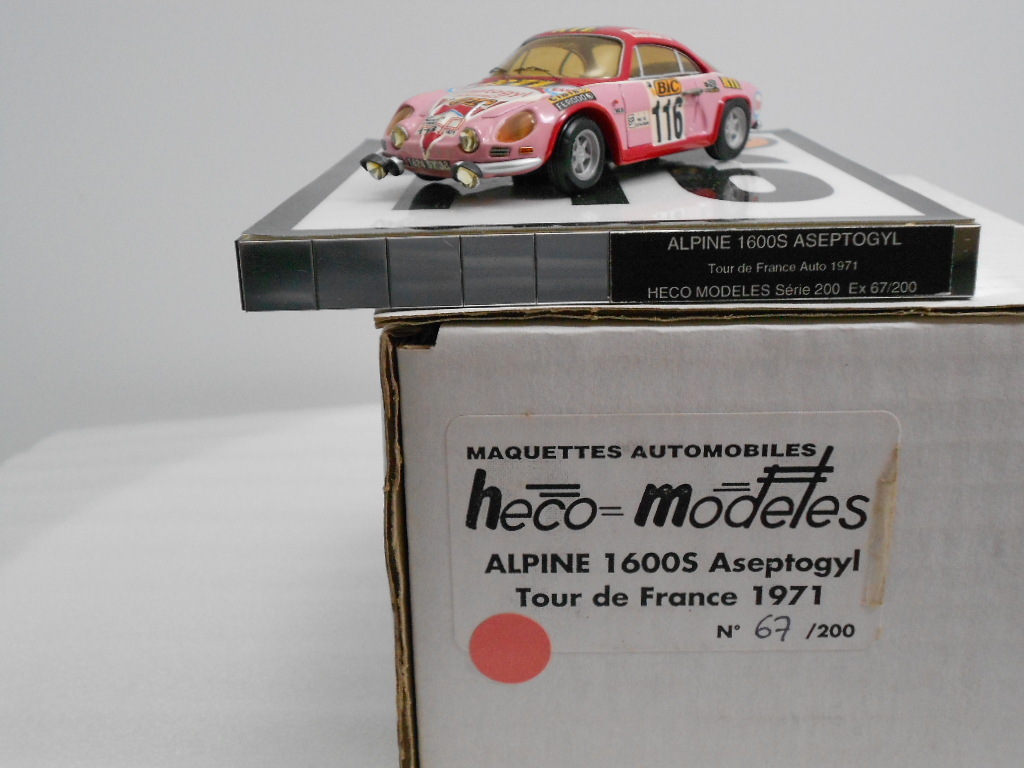 BIC
116
FERODO
ALPINE 1600S ASEPTOGYL
Tour de France Auto 1971
HECO MODELES Série 200 Ex 67/200
MAQUETTES AUTOMOBILES
heco-modeles
ALPINE 1600S Aseptogyl
Tour de France 1971
N° 67 /200